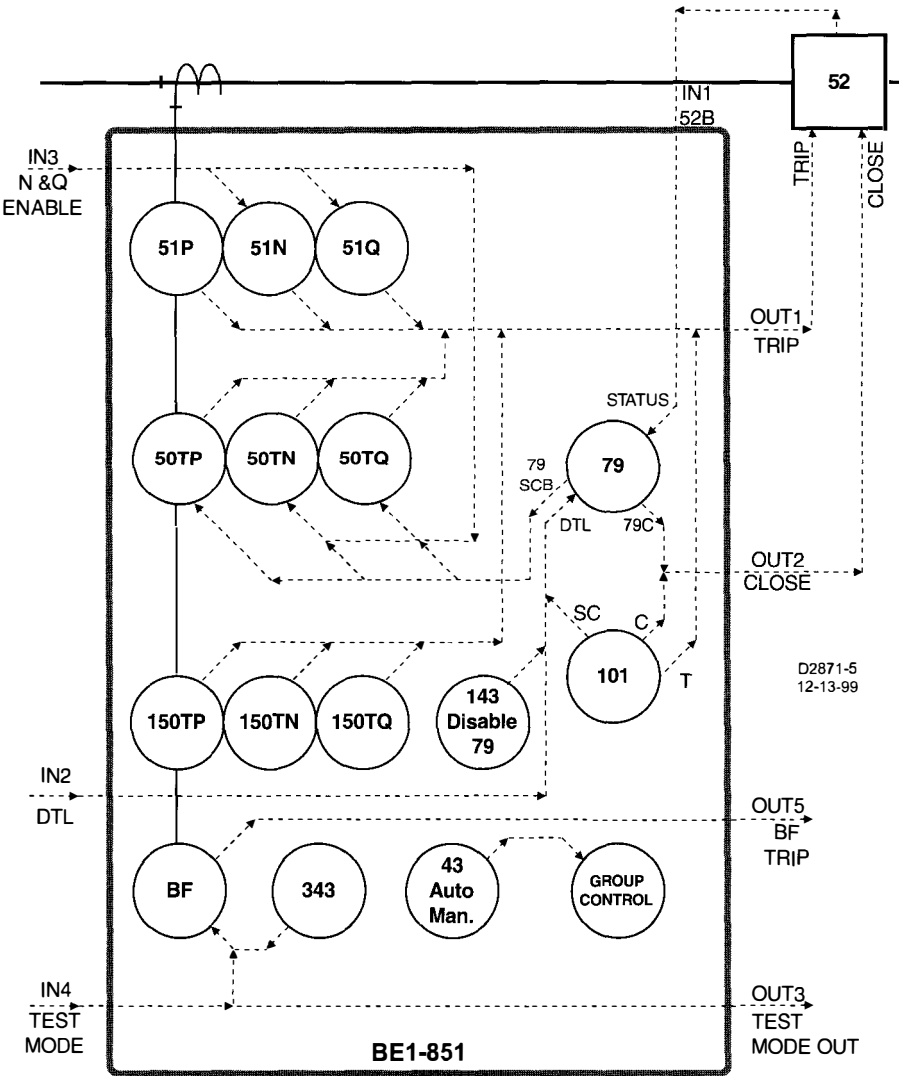 52
IN1
52B
TRIP
CLOSE
IN3
N &Q
ENABLE
51P
51N
51Q
OUT1
TRIP
STATUS
50TP
50TN
50TQ
79
SCB
79
DTL
79C
OUT2
CLOSE
SC
C
101
T
D2871-5
12-13-99
150TP
150TN
150TQ
143
Disable
79
IN2
DTL
OUT5
BF
TRIP
BF
343
43
Auto
Man.
GROUP
CONTROL
IN4
TEST
MODE
OUT3
TEST
MODE OUT
BE1-851